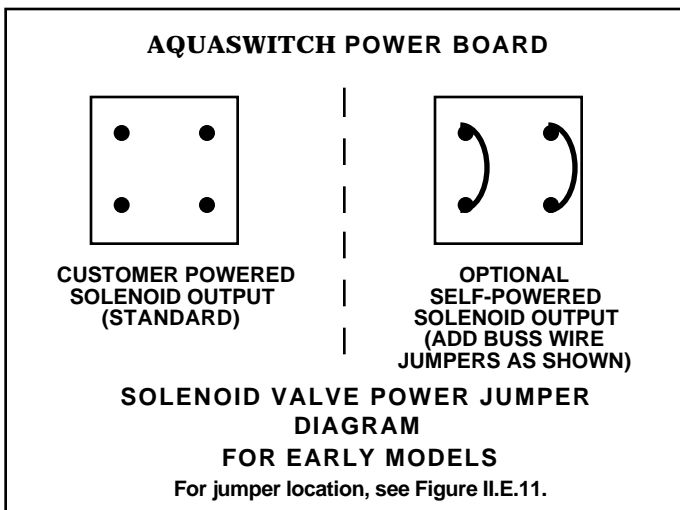 AQUASWITCH POWER BOARD
CUSTOMER POWERED
SOLENOID OUTPUT
(STANDARD)
OPTIONAL
SELF-POWERED
SOLENOID OUTPUT
(ADD BUSS WIRE
JUMPERS AS SHOWN)
SOLENOID VALVE POWER JUMPER
DIAGRAM
FOR EARLY MODELS
For jumper location, see Figure II.E.11.